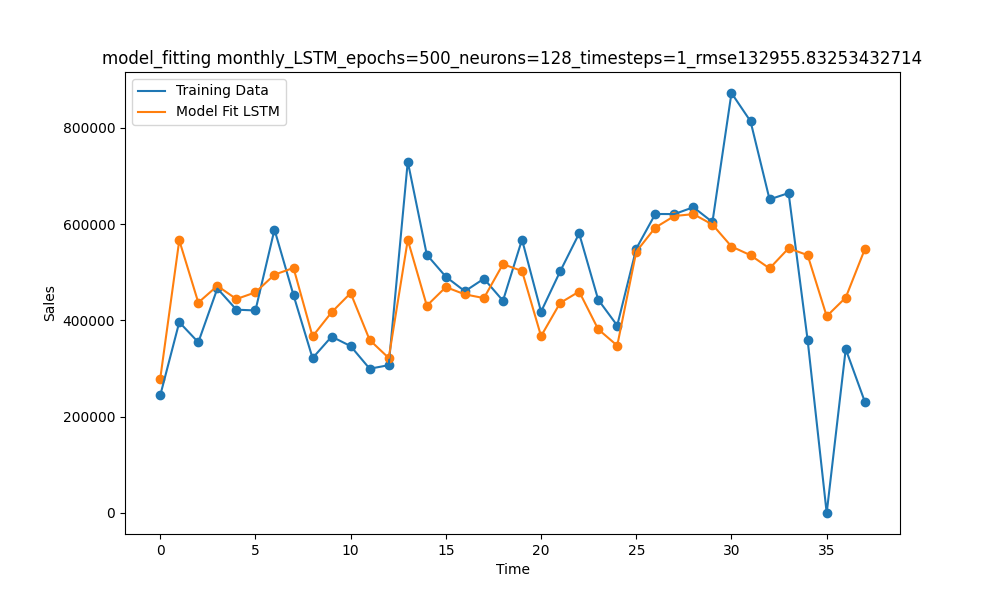 model_fitting monthly_LSTM_epochs=500_neurons=128_timesteps=1_rmse132955.83253432714
Training Data
Model Fit LSTM
800000
600000
400000
200000
0
Sales
0 5 10 15 20 25 30 35
Time